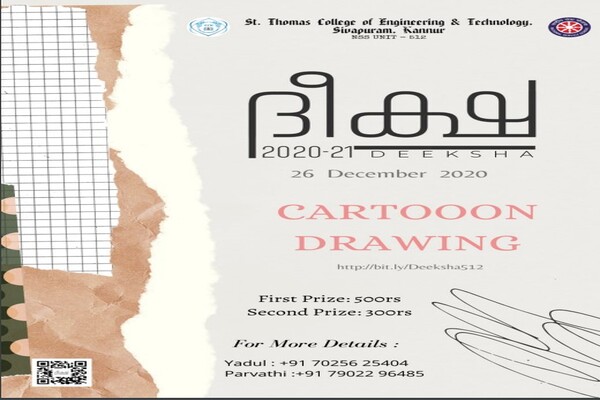 St. Thomas College of Engineering & Technology.
Sivapuram, Kannur
NSS UNIT - 512
ദീക്ഷ
2020-21 DEEKSHA
26 December 2020
CARTOOON
DRAWING
http://bit.ly/Deeksha512
First Prize: 500rs
Second Prize: 300rs
For More Details :
Yadul : +91 70256 25404
Parvathi :+91 79022 96485